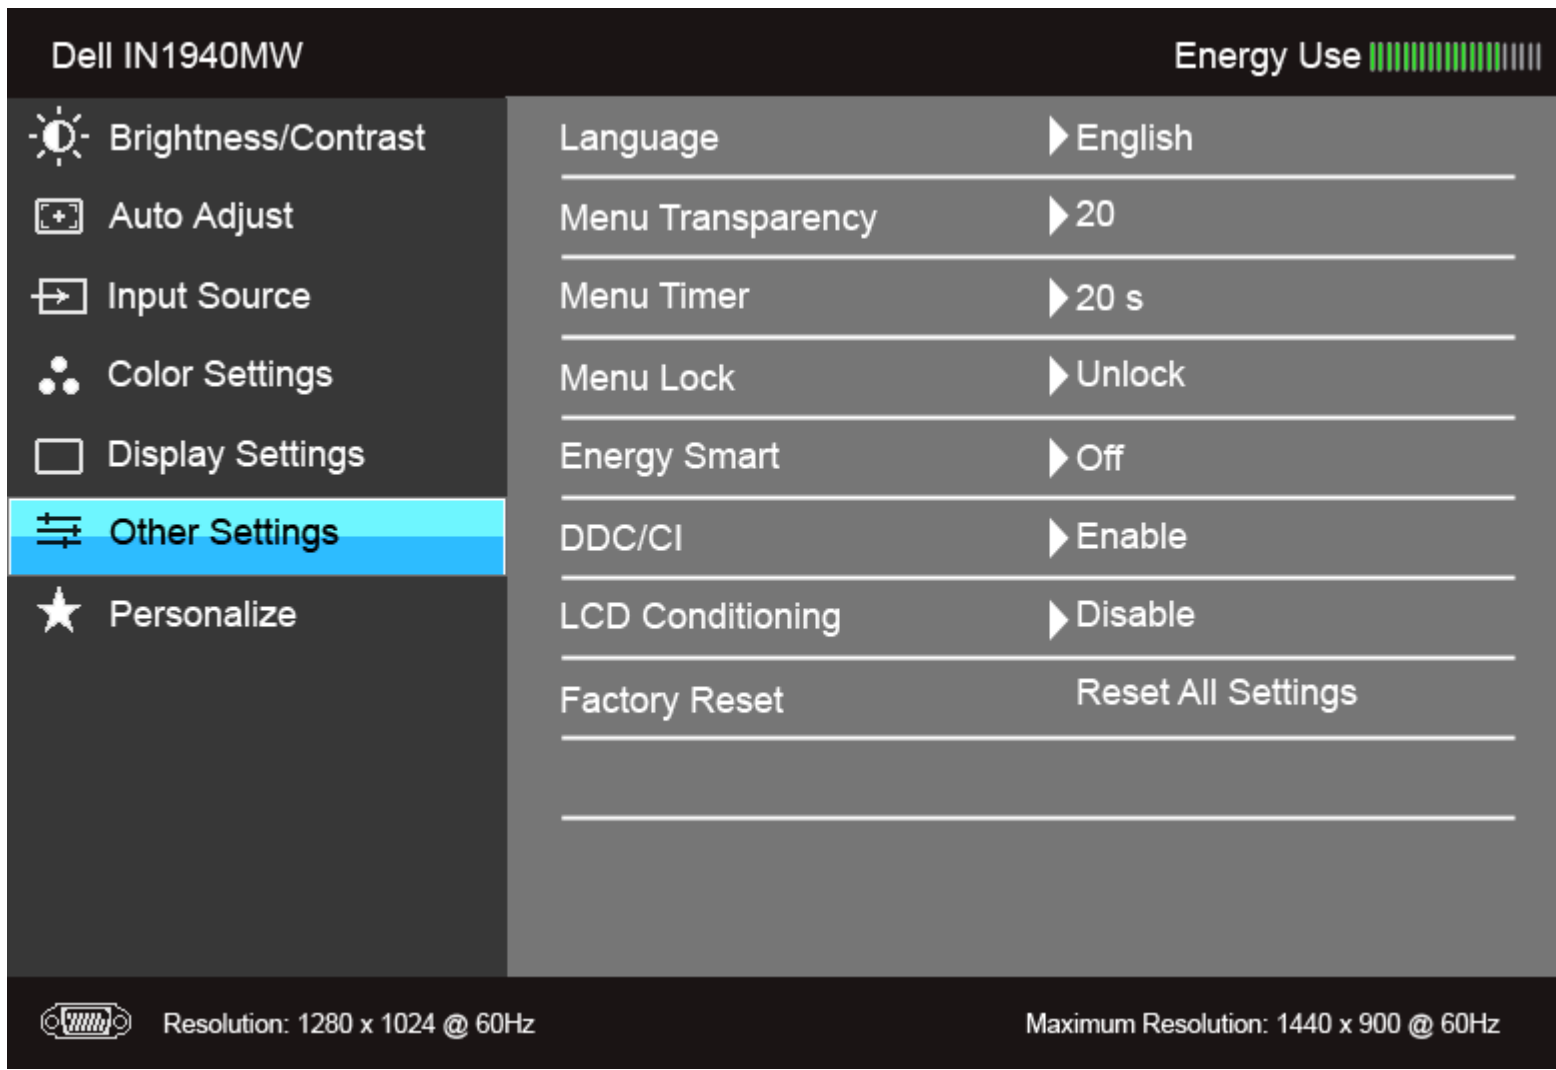 Dell IN1940MW
Energy Use
Brightness/Contrast
Auto Adjust
Input Source
Color Settings
Display Settings
Other Settings
Personalize
Language English
Menu Transparency 20
Menu Timer 20 s
Menu Lock Unlock
Energy Smart Off
DDC/CI Enable
LCD Conditioning Disable
Factory Reset Reset All Settings
Resolution: 1280 x 1024 @ 60Hz
Maximum Resolution: 1440 x 900 @ 60Hz